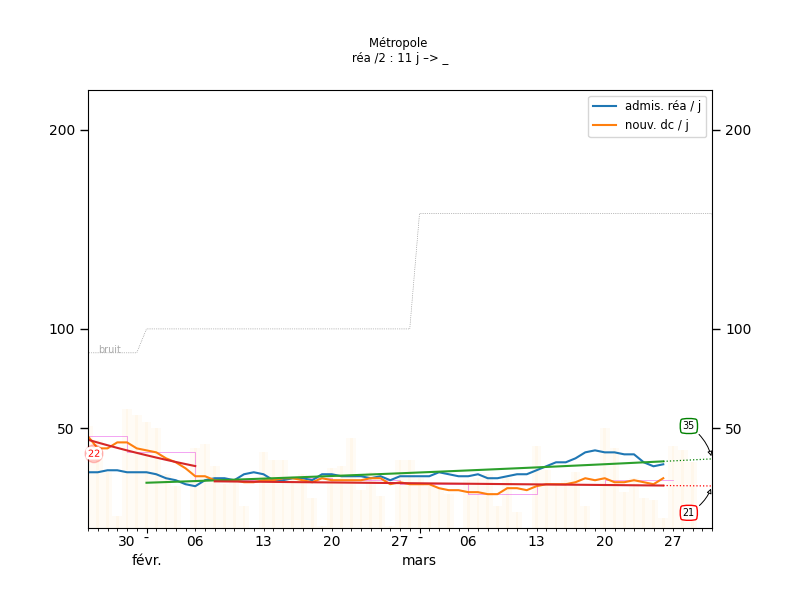 Métropole
réa /2 : 11 j –> _
admis. réa / j
nouv. dc / j
200
200
100
100
bruit
50
50
35
22
21
30
-
06
13
20
27
-
06
13
20
27
févr.
mars